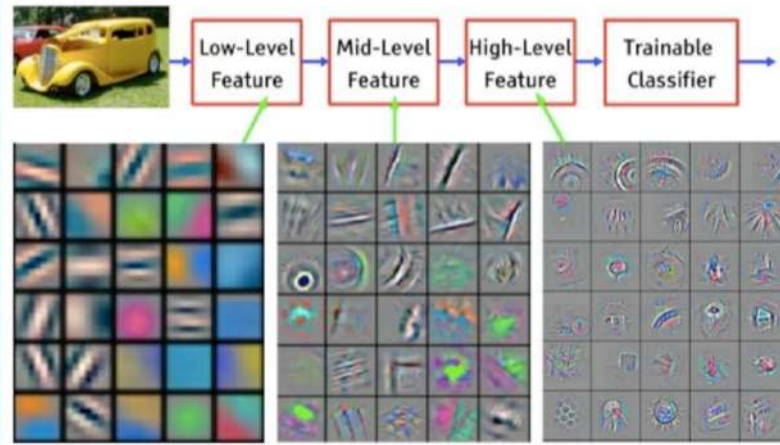 Low-Level
Feature
Mid-Level
Feature
High-Level
Feature
Trainable
Classifier